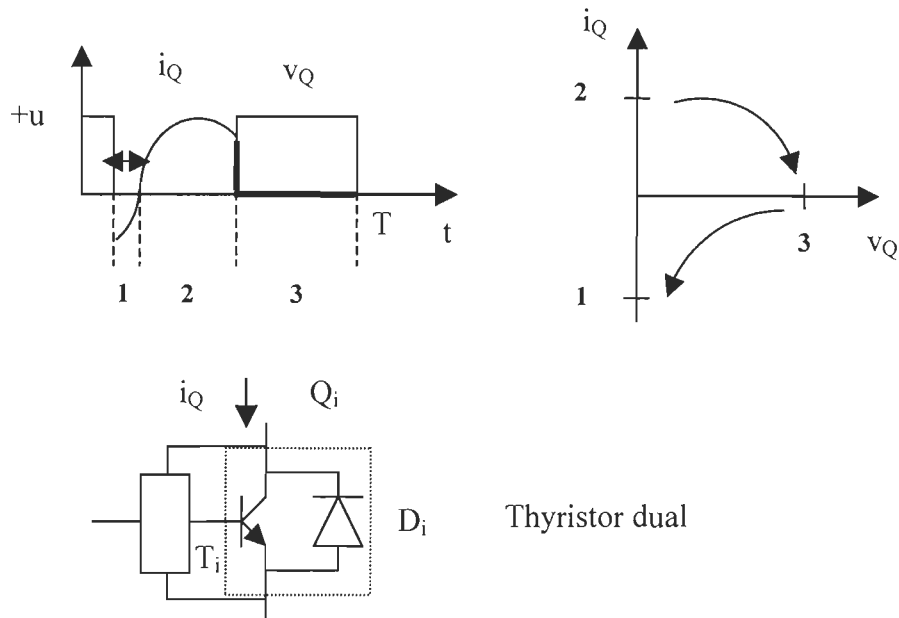 i_Q
v_Q
+u
T
t
1 2 3
i_Q
2
3
v_Q
1
i_Q
Q_i
T_i
D_i
Thyristor dual